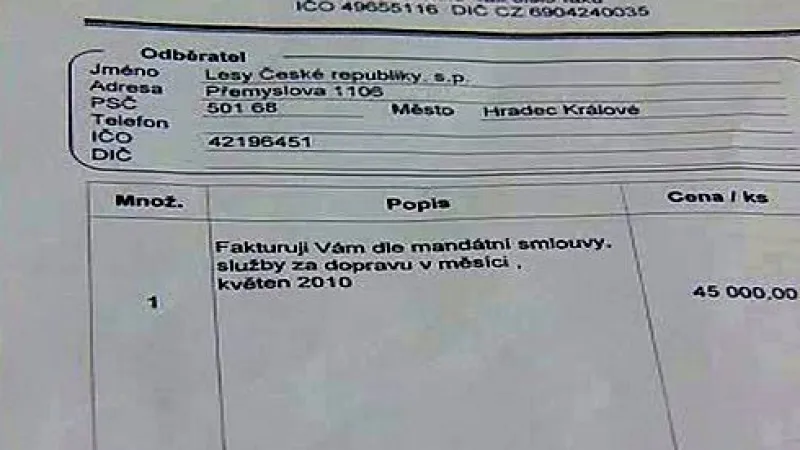 IČO 49655116 DIČ CZ 6904240035
Odběratel
Jméno Lesy České republiky, s.p.
Adresa Přemyslova 1106
PSČ 501 68 Město Hradec Králové
Telefon
IČO 42196451
DIČ
Množ. Popis Cena / ks
Fakturuji Vám dle mandátní smlouvy,
služby za dopravu v měsíci ,
květen 2010
1 45 000,00